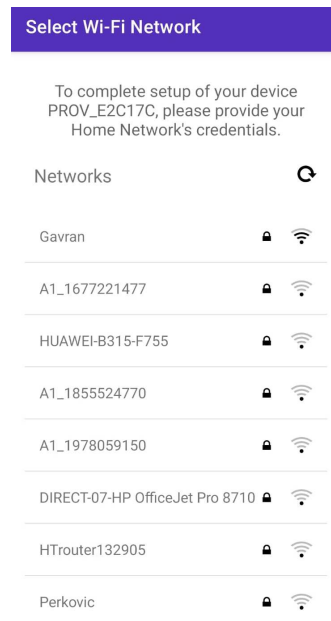 Select Wi-Fi Network
To complete setup of your device
PROV_E2C17C, please provide your
Home Network's credentials.
Networks
Gavran
A1_1677221477
HUAWEI-B315-F755
A1_1855524770
A1_1978059150
DIRECT-07-HP OfficeJet Pro 8710
HTrouter132905
Perkovic